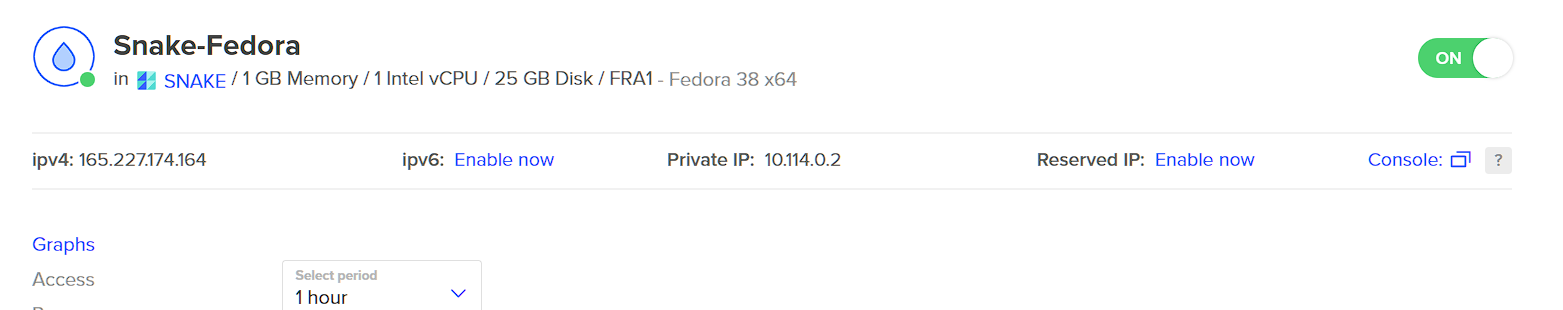 Snake-Fedora
in SNAKE / 1 GB Memory / 1 Intel vCPU / 25 GB Disk / FRA1 - Fedora 38 x64
ON
ipv4: 165.227.174.164 ipv6: Enable now Private IP: 10.114.0.2 Reserved IP: Enable now Console: ?
Graphs
Access
Select period
1 hour